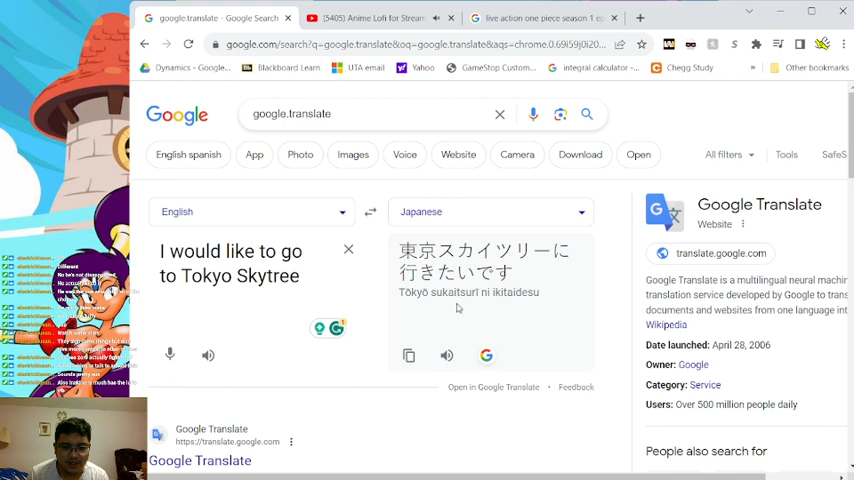 google.translate - Google Search
(5405) Anime Lofi for Stream
live action one piece season 1 ep
google.com/search?q=google.translate&oq=google.translate&aqs=chrome.0.69i59j0i20...
Dynamics - Google...
Blackboard Learn
UTA email
Yahoo
GameStop Custom...
integral calculator -...
Chegg Study
»
Other bookmarks
Google
google.translate
English spanish
App
Photo
Images
Voice
Website
Camera
Download
Open
All filters
Tools
SafeS
English
Japanese
I would like to go
to Tokyo Skytree
東京スカイツリーに
行きたいです
Tōkyō sukaitsurī ni ikitaidesu
Open in Google Translate • Feedback
Google Translate
https://translate.google.com
Google Translate
Google Translate
Website
translate.google.com
Google Translate is a multilingual neural machin
translation service developed by Google to trans
documents and websites from one language int
Wikipedia
Date launched: April 28, 2006
Owner: Google
Category: Service
Users: Over 500 million people daily
People also search for
Different